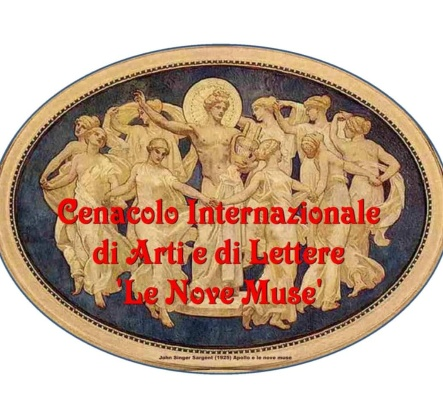 Cenacolo Internazionale
di Arti e di Lettere
'Le Nove Muse'
John Singer Sargent (1925) Apollo e le nove muse